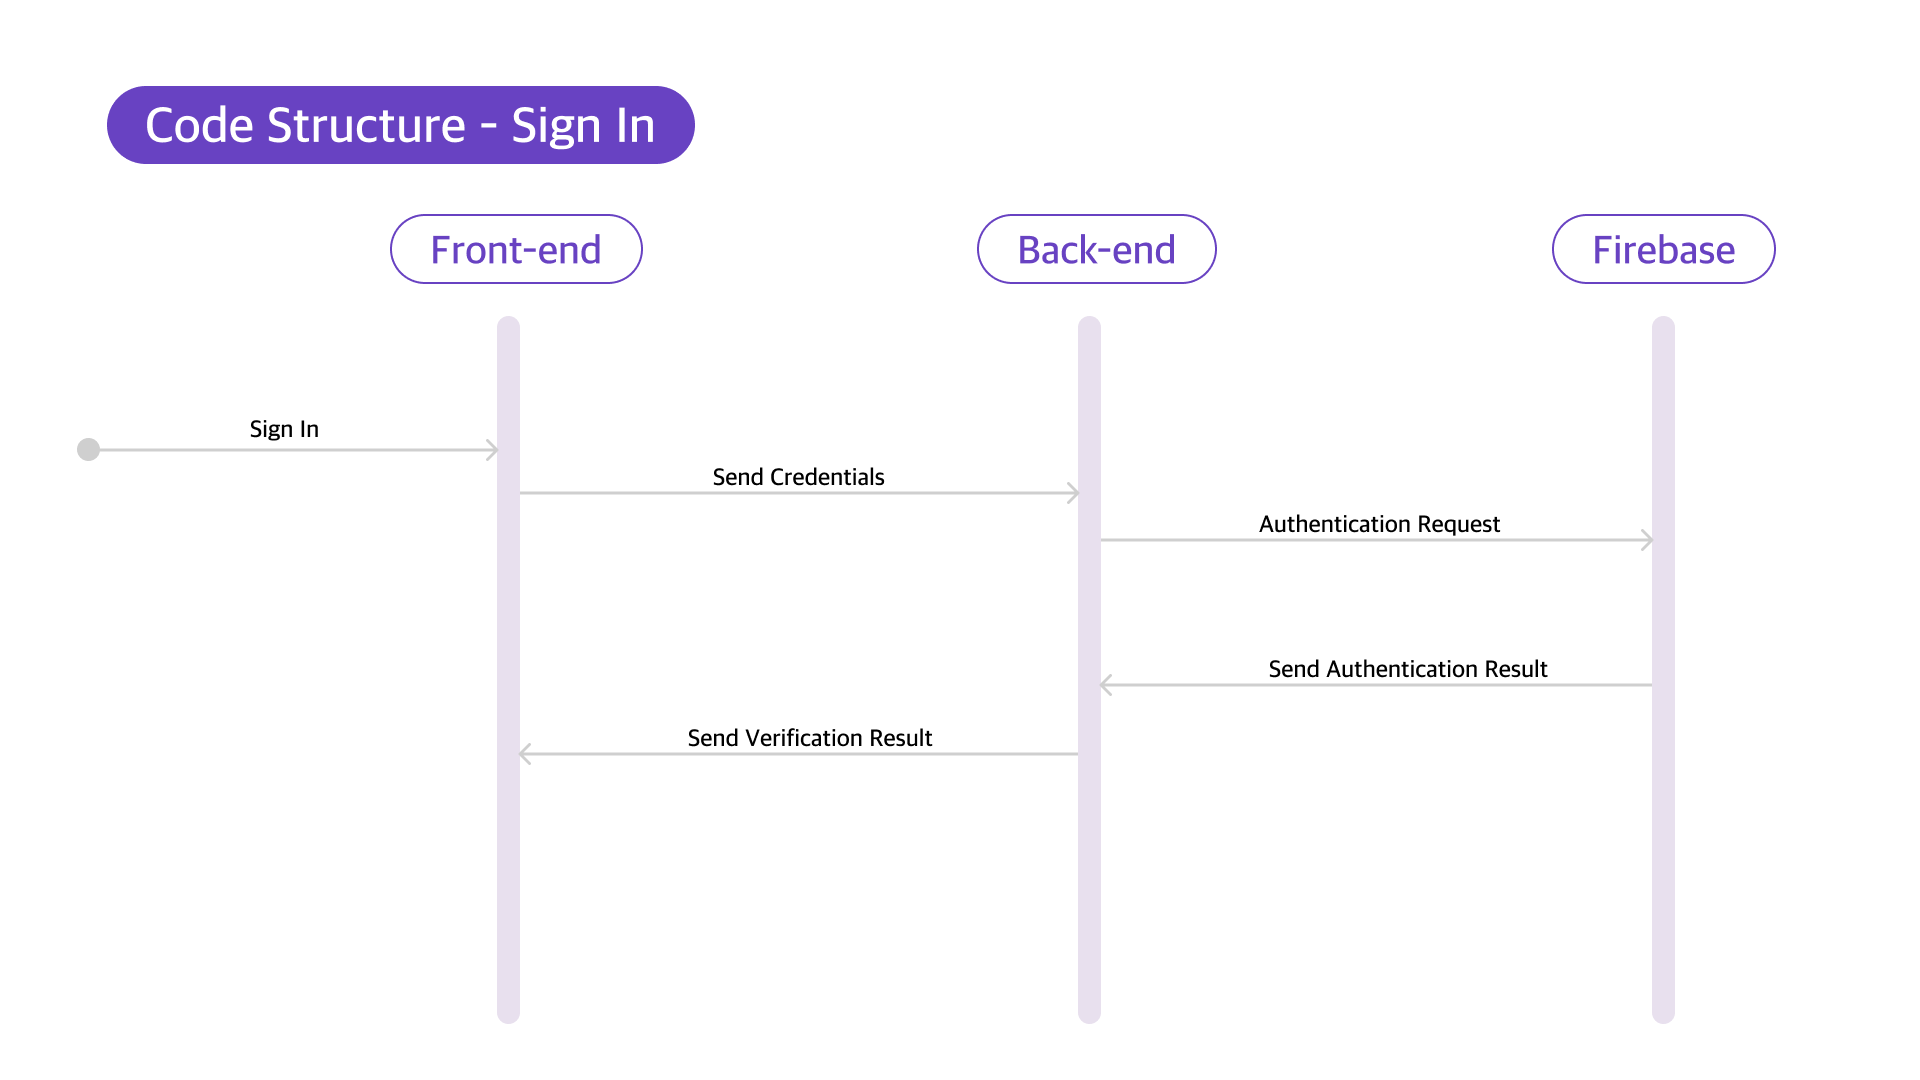 Code Structure - Sign In
Front-end
Back-end
Firebase
Sign In
Send Credentials
Authentication Request
Send Authentication Result
Send Verification Result